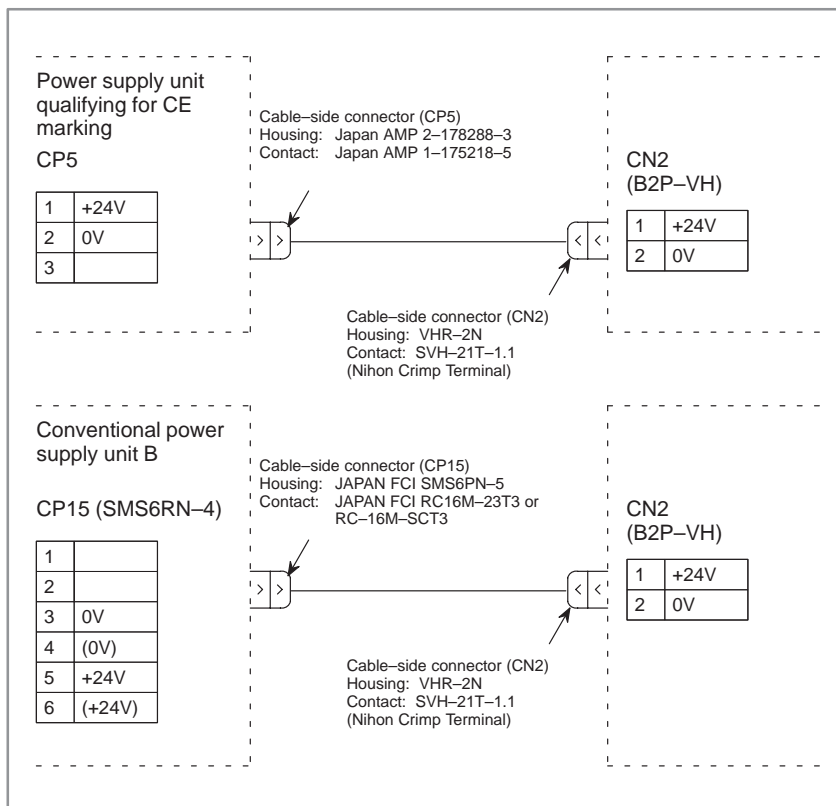 Power supply unit
qualifying for CE
marking
CP5
1 +24V
2 0V
3
Cable–side connector (CP5)
Housing: Japan AMP 2–178288–3
Contact: Japan AMP 1–175218–5
CN2
(B2P–VH)
1 +24V
2 0V
Cable–side connector (CN2)
Housing: VHR–2N
Contact: SVH–21T–1.1
(Nihon Crimp Terminal)
Conventional power
supply unit B
CP15 (SMS6RN–4)
1
2
3 0V
4 (0V)
5 +24V
6 (+24V)
Cable–side connector (CP15)
Housing: JAPAN FCI SMS6PN–5
Contact: JAPAN FCI RC16M–23T3 or
RC–16M–SCT3
CN2
(B2P–VH)
1 +24V
2 0V
Cable–side connector (CN2)
Housing: VHR–2N
Contact: SVH–21T–1.1
(Nihon Crimp Terminal)